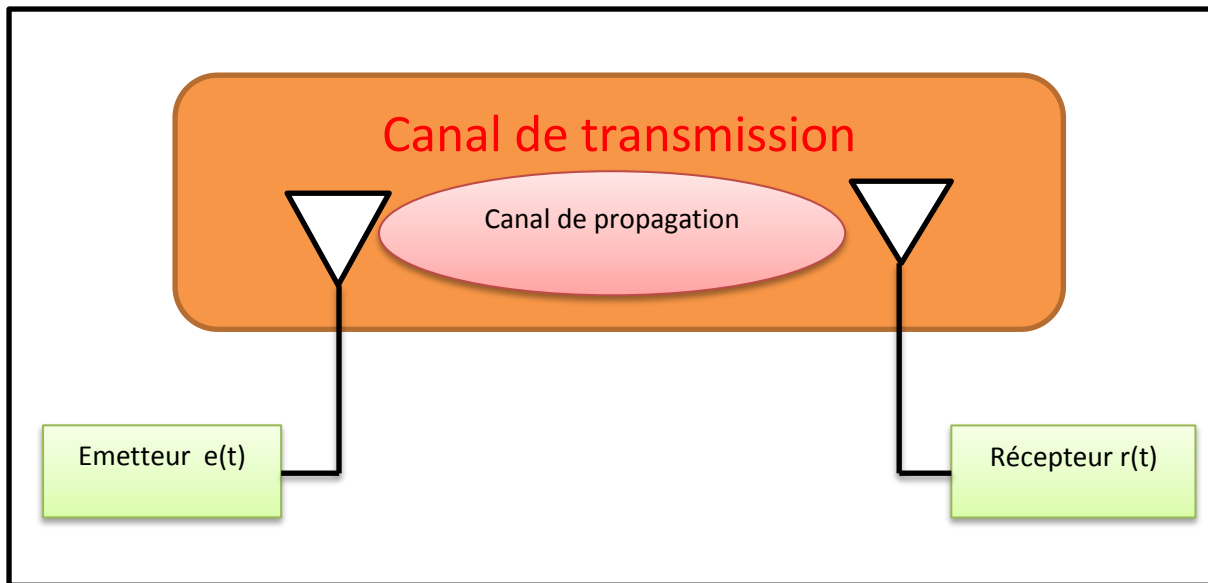 Canal de transmission
Canal de propagation
Emetteur e(t)
Récepteur r(t)